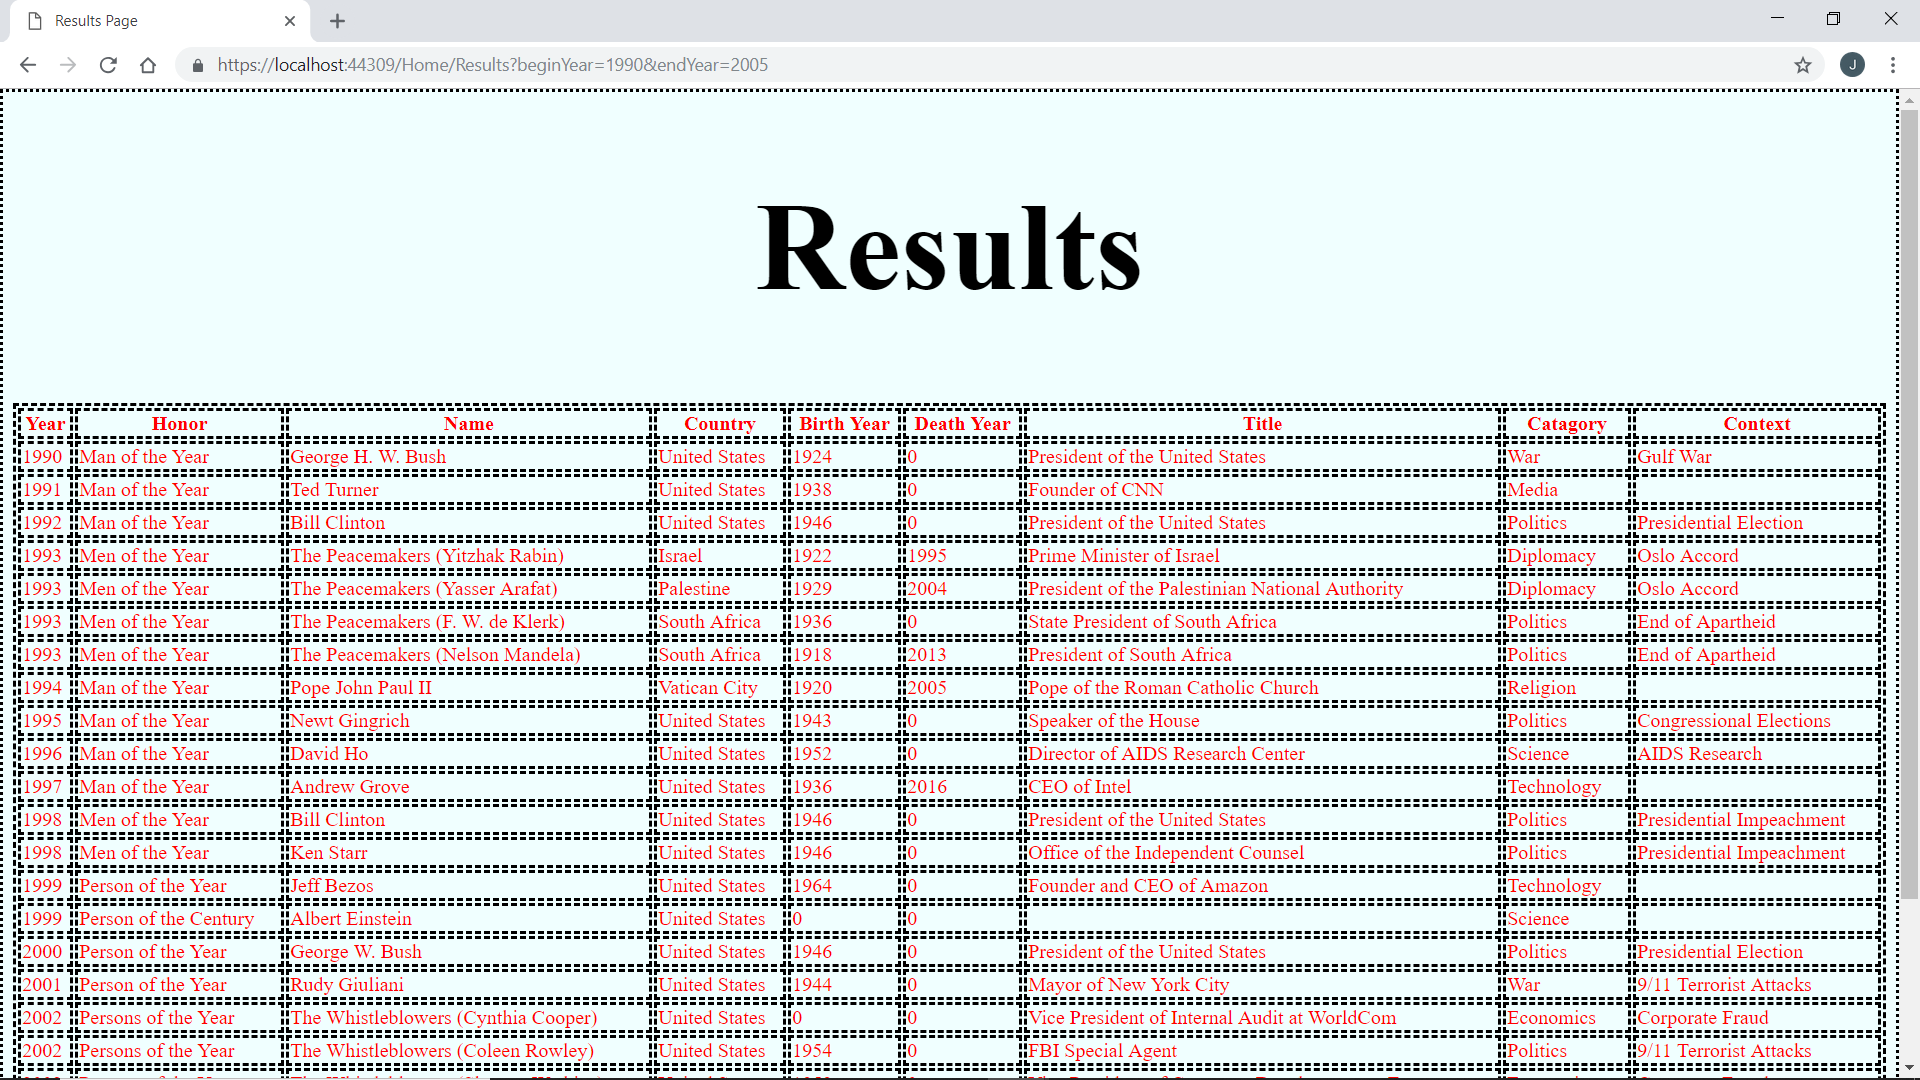 Results Page
https://localhost:44309/Home/Results?beginYear=1990&endYear=2005
J
Results
Year Honor Name Country Birth Year Death Year Title Catagory Context
1990 Man of the Year George H. W. Bush United States 1924 0 President of the United States War Gulf War
1991 Man of the Year Ted Turner United States 1938 0 Founder of CNN Media
1992 Man of the Year Bill Clinton United States 1946 0 President of the United States Politics Presidential Election
1993 Men of the Year The Peacemakers (Yitzhak Rabin) Israel 1922 1995 Prime Minister of Israel Diplomacy Oslo Accord
1993 Men of the Year The Peacemakers (Yasser Arafat) Palestine 1929 2004 President of the Palestinian National Authority Diplomacy Oslo Accord
1993 Men of the Year The Peacemakers (F. W. de Klerk) South Africa 1936 0 State President of South Africa Politics End of Apartheid
1993 Men of the Year The Peacemakers (Nelson Mandela) South Africa 1918 2013 President of South Africa Politics End of Apartheid
1994 Man of the Year Pope John Paul II Vatican City 1920 2005 Pope of the Roman Catholic Church Religion
1995 Man of the Year Newt Gingrich United States 1943 0 Speaker of the House Politics Congressional Elections
1996 Man of the Year David Ho United States 1952 0 Director of AIDS Research Center Science AIDS Research
1997 Man of the Year Andrew Grove United States 1936 2016 CEO of Intel Technology
1998 Men of the Year Bill Clinton United States 1946 0 President of the United States Politics Presidential Impeachment
1998 Men of the Year Ken Starr United States 1946 0 Office of the Independent Counsel Politics Presidential Impeachment
1999 Person of the Year Jeff Bezos United States 1964 0 Founder and CEO of Amazon Technology
1999 Person of the Century Albert Einstein United States 0 0 Science
2000 Person of the Year George W. Bush United States 1946 0 President of the United States Politics Presidential Election
2001 Person of the Year Rudy Giuliani United States 1944 0 Mayor of New York City War 9/11 Terrorist Attacks
2002 Persons of the Year The Whistleblowers (Cynthia Cooper) United States 0 0 Vice President of Internal Audit at WorldCom Economics Corporate Fraud
2002 Persons of the Year The Whistleblowers (Coleen Rowley) United States 1954 0 FBI Special Agent Politics 9/11 Terrorist Attacks